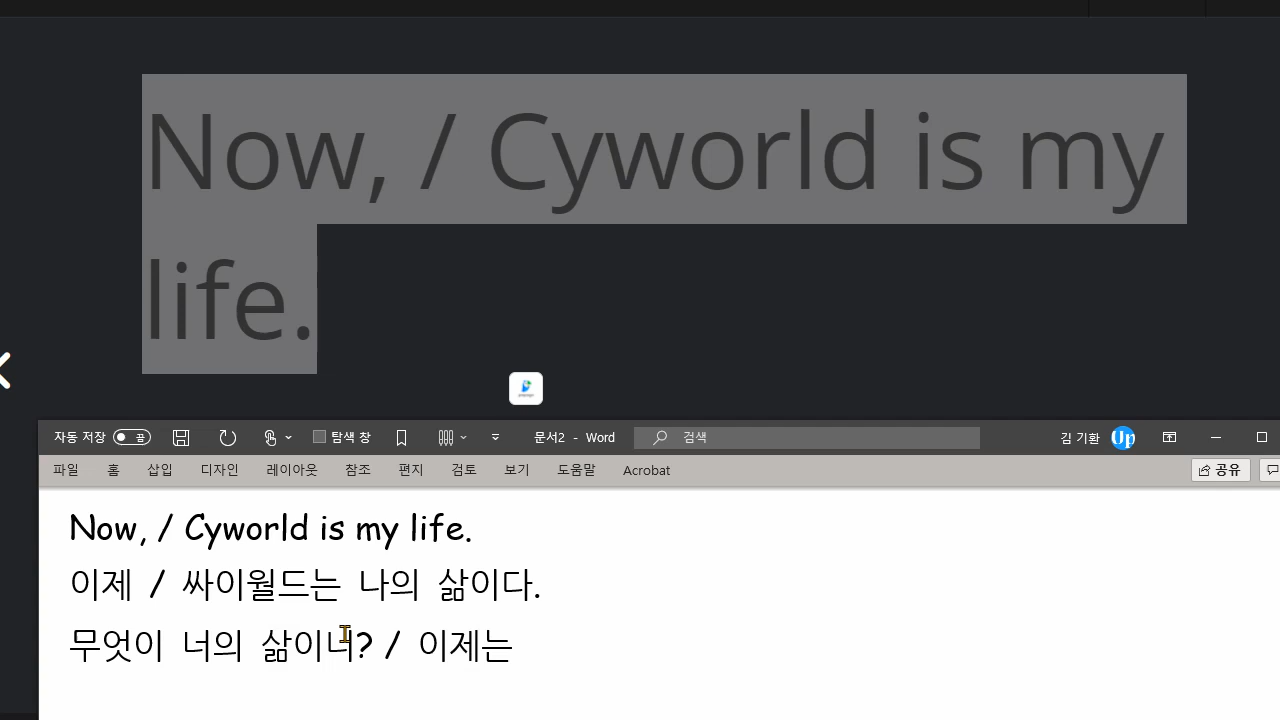 Now, / Cyworld is my
life.
자동 저장 끔 탐색 창 문서2 - Word 검색 김 기환 Up
파일 홈 삽입 디자인 레이아웃 참조 편지 검토 보기 도움말 Acrobat 공유
Now, / Cyworld is my life.
이제 / 싸이월드는 나의 삶이다.
무엇이 너의 삶이니? / 이제는